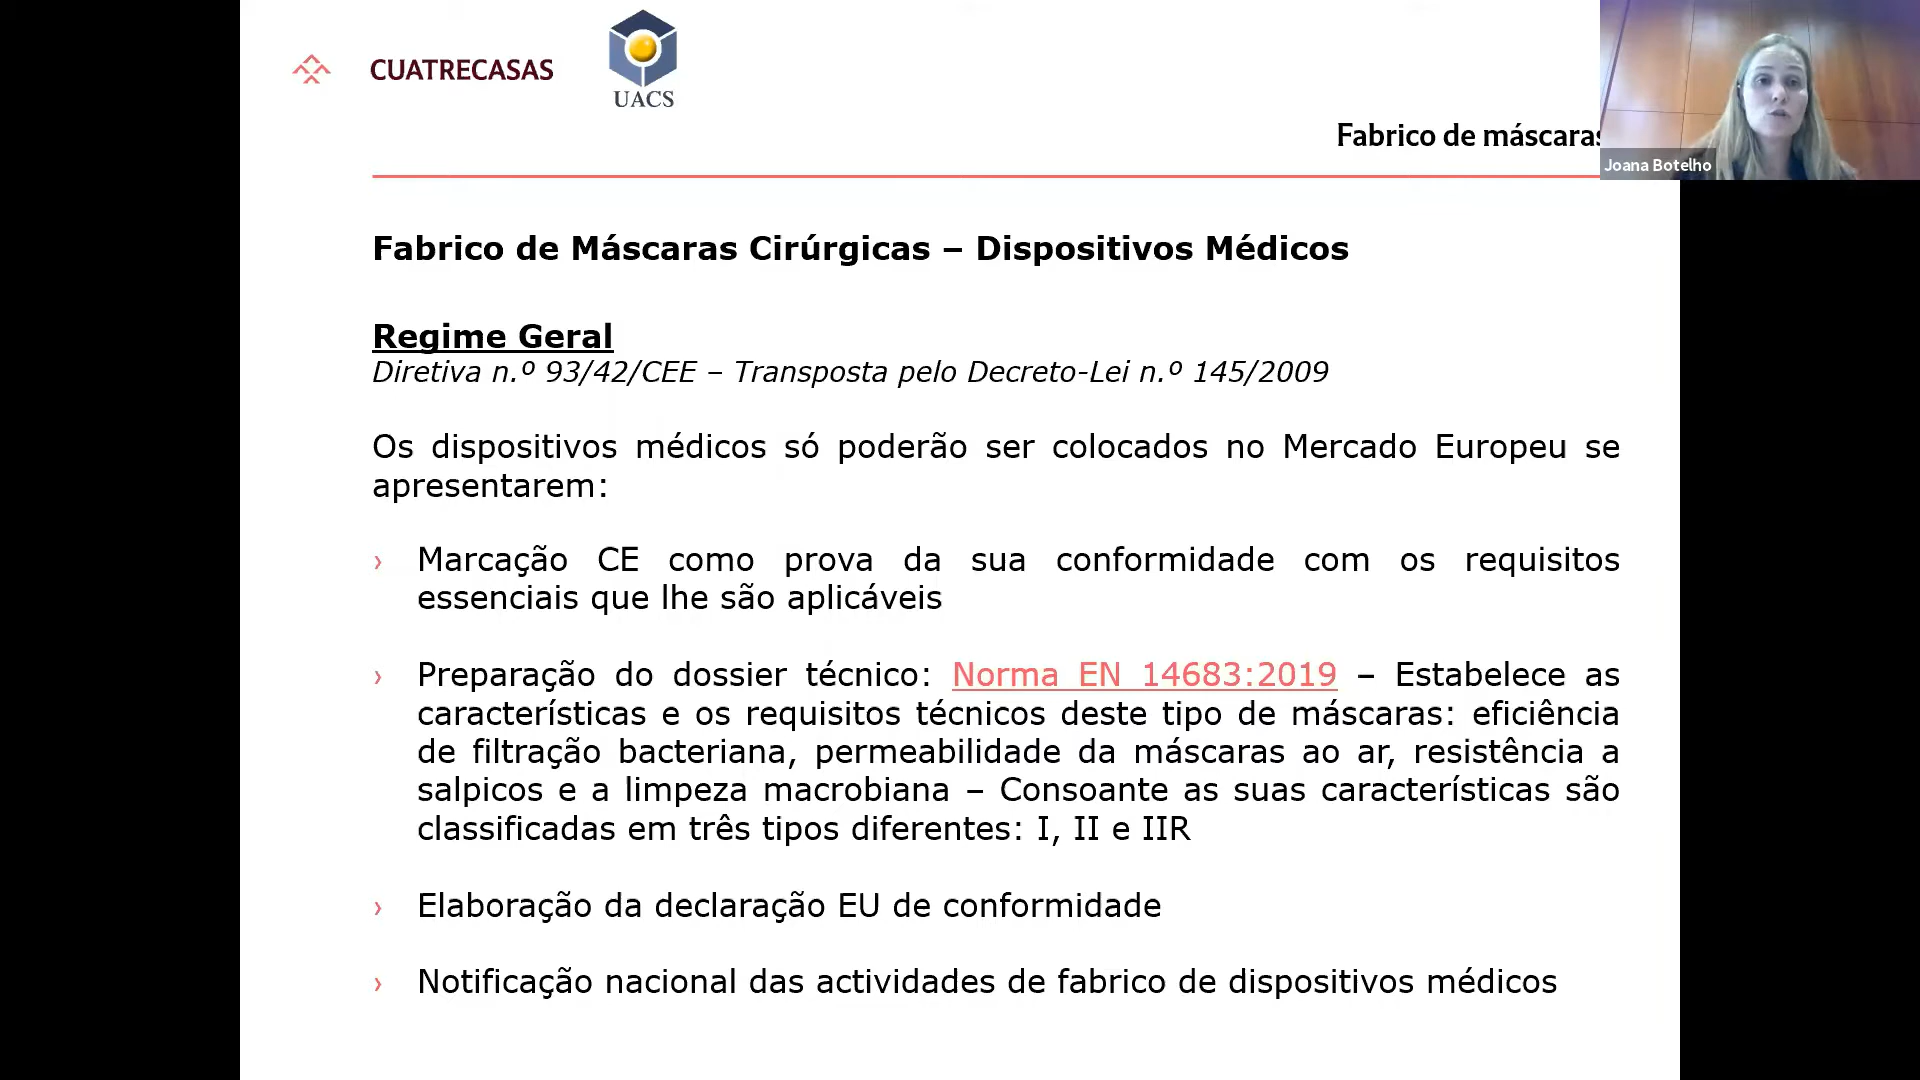 CUATRECASAS
UACS
Fabrico de máscaras
Joana Botelho
Fabrico de Máscaras Cirúrgicas – Dispositivos Médicos
Regime Geral
Diretiva n.º 93/42/CEE – Transposta pelo Decreto-Lei n.º 145/2009
Os dispositivos médicos só poderão ser colocados no Mercado Europeu se
apresentarem:
› Marcação CE como prova da sua conformidade com os requisitos
essenciais que lhe são aplicáveis
› Preparação do dossier técnico: Norma EN 14683:2019 – Estabelece as
características e os requisitos técnicos deste tipo de máscaras: eficiência
de filtração bacteriana, permeabilidade da máscaras ao ar, resistência a
salpicos e a limpeza macrobiana – Consoante as suas características são
classificadas em três tipos diferentes: I, II e IIR
› Elaboração da declaração EU de conformidade
› Notificação nacional das actividades de fabrico de dispositivos médicos